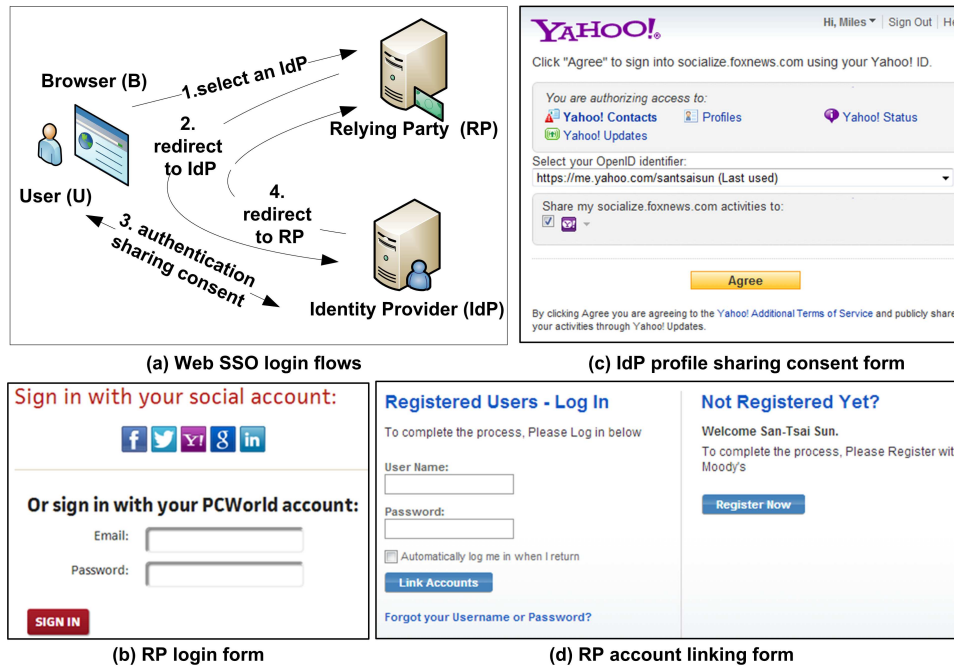 Browser (B)
1.select an IdP
2.
redirect
to IdP
Relying Party (RP)
User (U)
4.
redirect
to RP
3. authentication
sharing consent
Identity Provider (IdP)
(a) Web SSO login flows
YAHOO!
Hi, Miles Sign Out He
Click "Agree" to sign into socialize.foxnews.com using your Yahoo! ID.
You are authorizing access to:
Yahoo! Contacts Profiles Yahoo! Status
Yahoo! Updates
Select your OpenID identifier:
https://me.yahoo.com/santsaisun (Last used)
Share my socialize.foxnews.com activities to:
Y!
Agree
By clicking Agree you are agreeing to the Yahoo! Additional Terms of Service and publicly share
your activities through Yahoo! Updates.
(c) IdP profile sharing consent form
Sign in with your social account:
f Y! 8 in
Or sign in with your PCWorld account:
Email:
Password:
SIGN IN
(b) RP login form
Registered Users - Log In
To complete the process, Please Log in below
User Name:
Password:
Automatically log me in when I return
Link Accounts
Forgot your Username or Password?
Not Registered Yet?
Welcome San-Tsai Sun.
To complete the process, Please Register wit
Moody's
Register Now
(d) RP account linking form